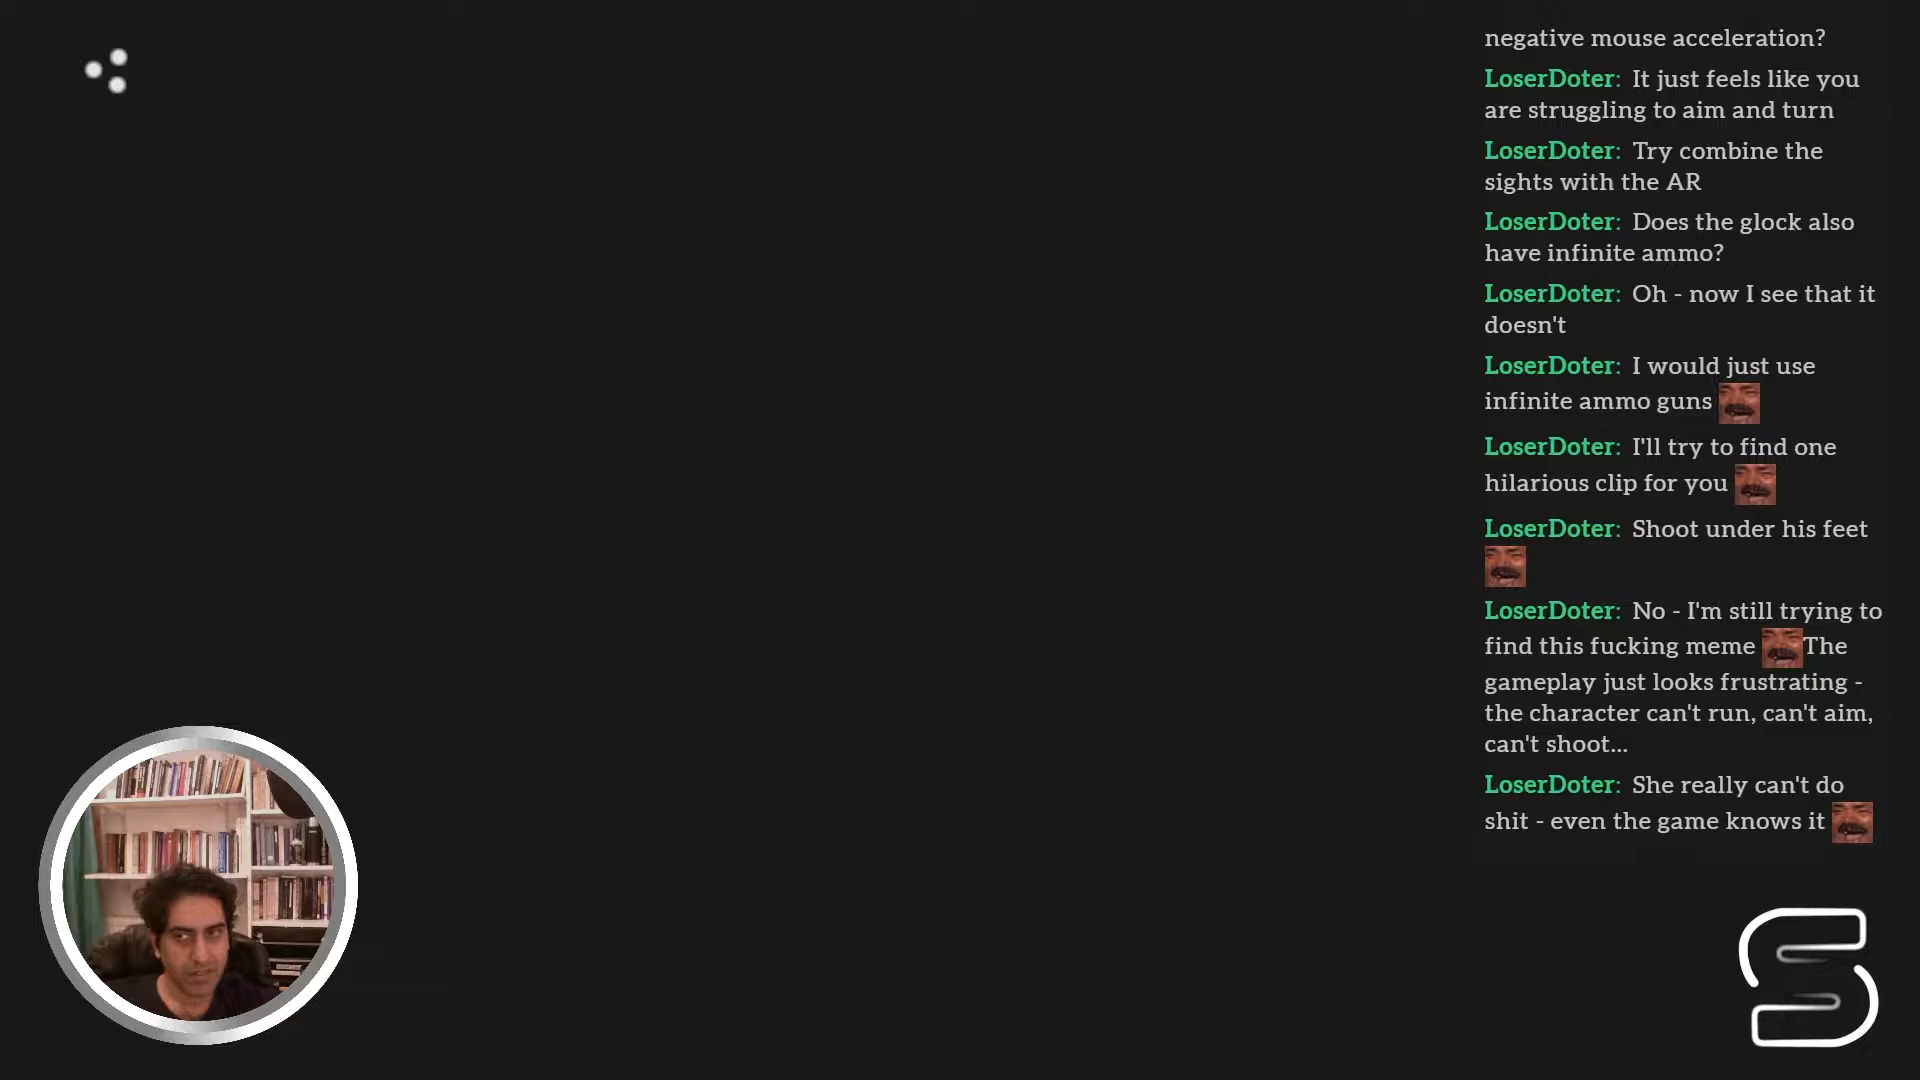 negative mouse acceleration?
LoserDoter: It just feels like you
are struggling to aim and turn
LoserDoter: Try combine the
sights with the AR
LoserDoter: Does the glock also
have infinite ammo?
LoserDoter: Oh - now I see that it
doesn't
LoserDoter: I would just use
infinite ammo guns
LoserDoter: I'll try to find one
hilarious clip for you
LoserDoter: Shoot under his feet
LoserDoter: No - I'm still trying to
find this fucking meme The
gameplay just looks frustrating -
the character can't run, can't aim,
can't shoot...
LoserDoter: She really can't do
shit - even the game knows it
S